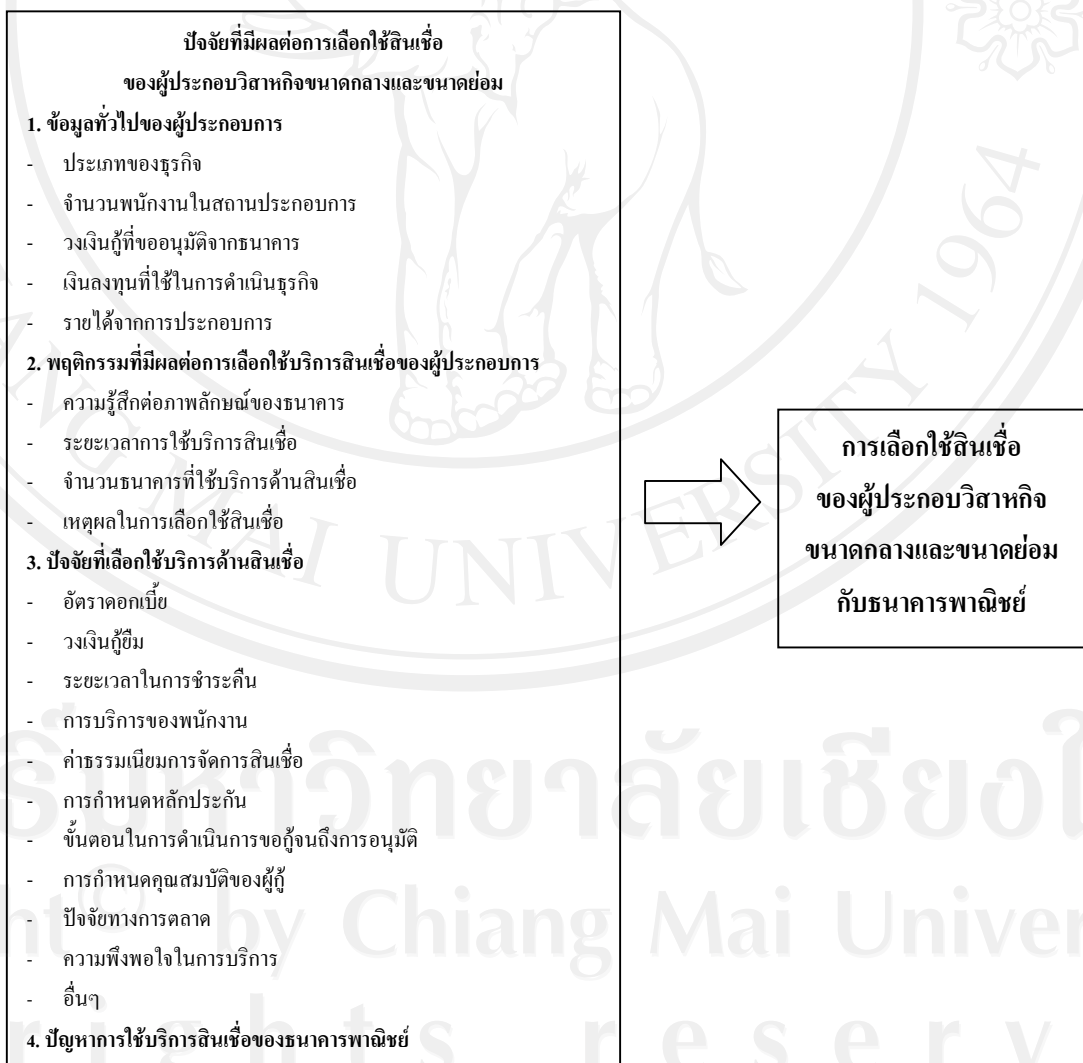 ปัจจัยที่มีผลต่อการเลือกใช้สินเชื่อ
ของผู้ประกอบวิสาหกิจขนาดกลางและขนาดย่อม
1. ข้อมูลทั่วไปของผู้ประกอบการ
- ประเภทของธุรกิจ
- จำนวนพนักงานในสถานประกอบการ
- วงเงินกู้ที่ขออนุมัติจากธนาคาร
- เงินลงทุนที่ใช้ในการดำเนินธุรกิจ
- รายได้จากการประกอบการ
2. พฤติกรรมที่มีผลต่อการเลือกใช้บริการสินเชื่อของผู้ประกอบการ
- ความรู้สึกต่อภาพลักษณ์ของธนาคาร
- ระยะเวลาการใช้บริการสินเชื่อ
- จำนวนธนาคารที่ใช้บริการด้านสินเชื่อ
- เหตุผลในการเลือกใช้สินเชื่อ
3. ปัจจัยที่เลือกใช้บริการด้านสินเชื่อ
- อัตราดอกเบี้ย
- วงเงินกู้ยืม
- ระยะเวลาในการชำระคืน
- การบริการของพนักงาน
- ค่าธรรมเนียมการจัดการสินเชื่อ
- การกำหนดหลักประกัน
- ขั้นตอนในการดำเนินการขอกู้จนถึงการอนุมัติ
- การกำหนดคุณสมบัติของผู้กู้
- ปัจจัยทางการตลาด
- ความพึงพอใจในการบริการ
- อื่นๆ
4. ปัญหาการใช้บริการสินเชื่อของธนาคารพาณิชย์
การเลือกใช้สินเชื่อ
ของผู้ประกอบวิสาหกิจ
ขนาดกลางและขนาดย่อม
กับธนาคารพาณิชย์
ANG MAI UNIVERSITY 1964
ธิ์มหาวิทยาลัยเชียงใ
ht© by Chiang Mai Univer
rights reserv